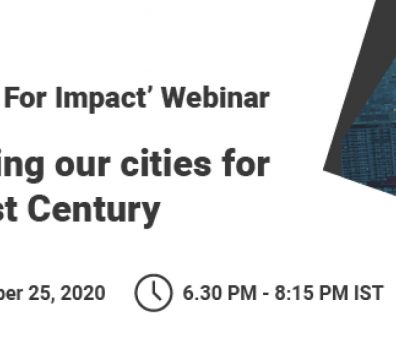 For Impact’ Webinar
ing our cities for
st Century
ber 25, 2020
6.30 PM - 8:15 PM IST